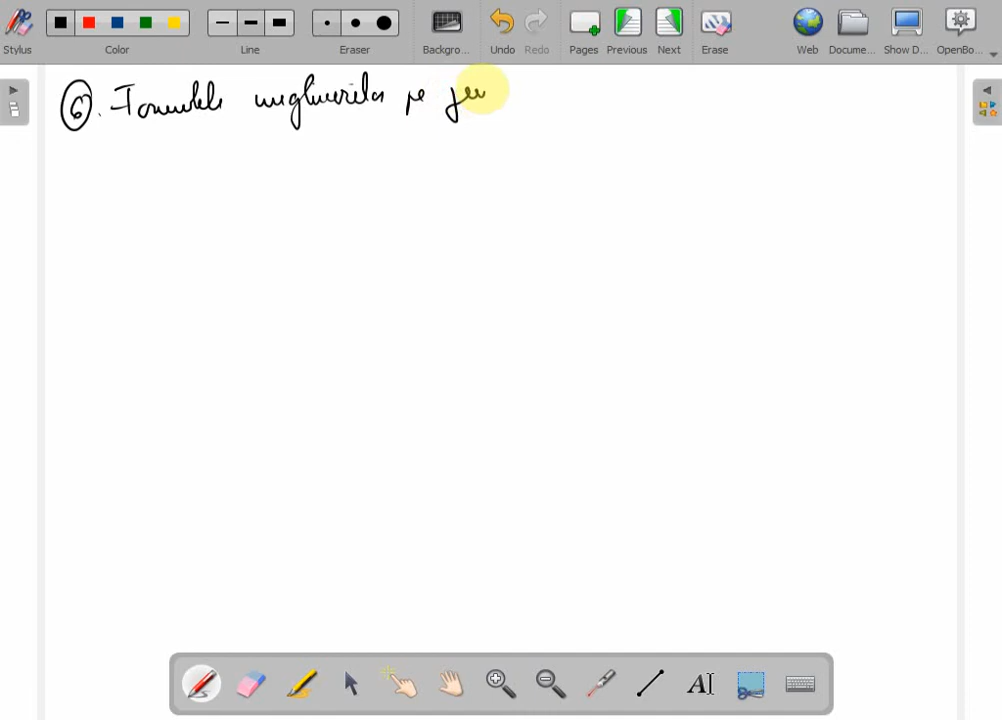 Stylus Color Line Eraser Backgro... Undo Redo Pages Previous Next Erase Web Docume... Show D... OpenBo...
6. Formulele unghiurilor pe